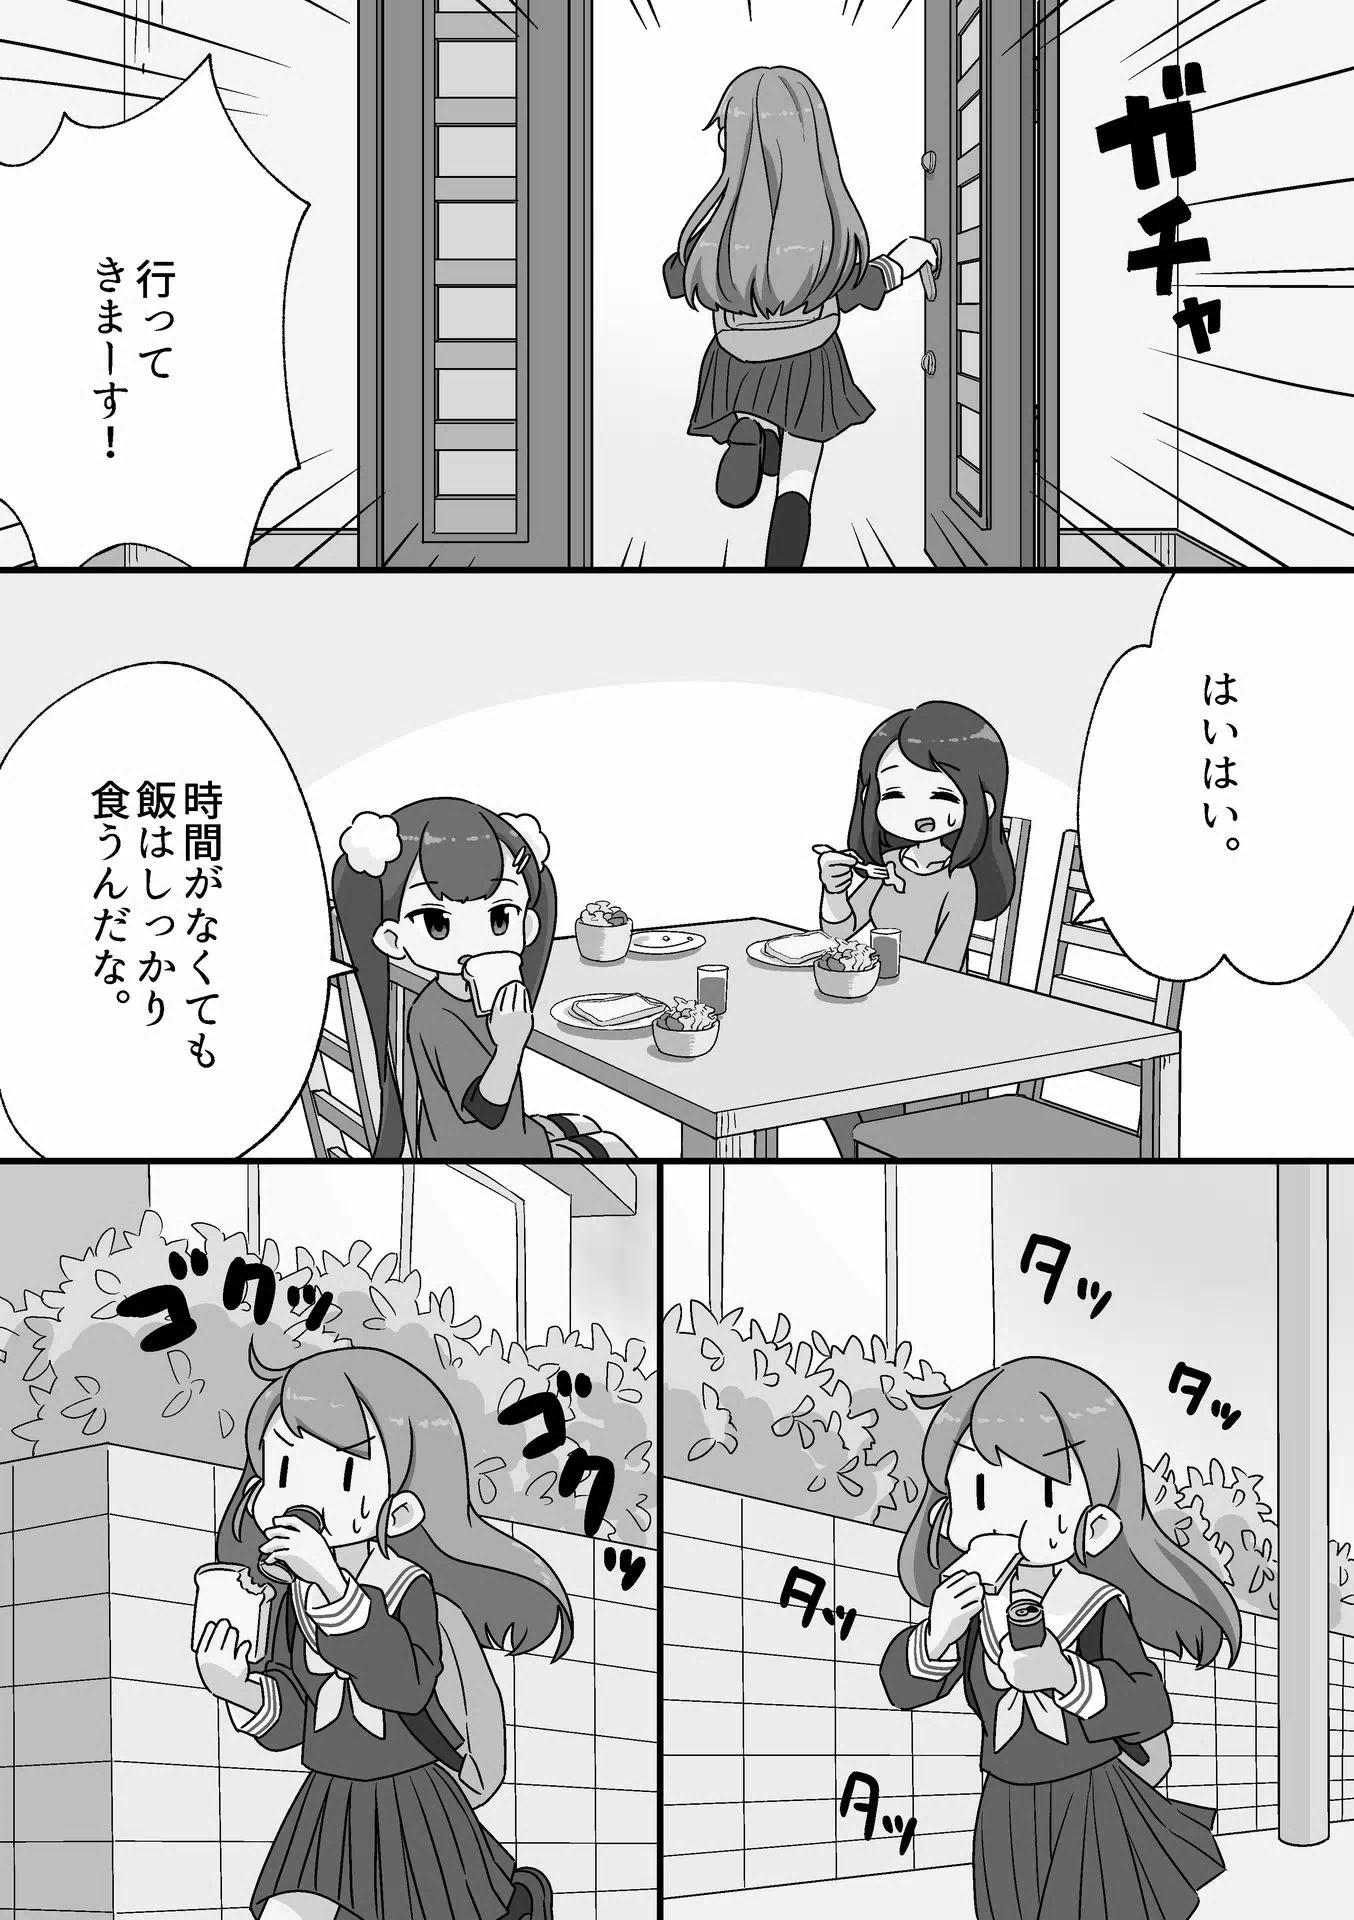 ガチャ
行って
きまーす！
はいはい。
時間がなくても
飯はしっかり
食うんだな。
タッ
タッ
タッ
タッ
ゴクッ
ゴクッ